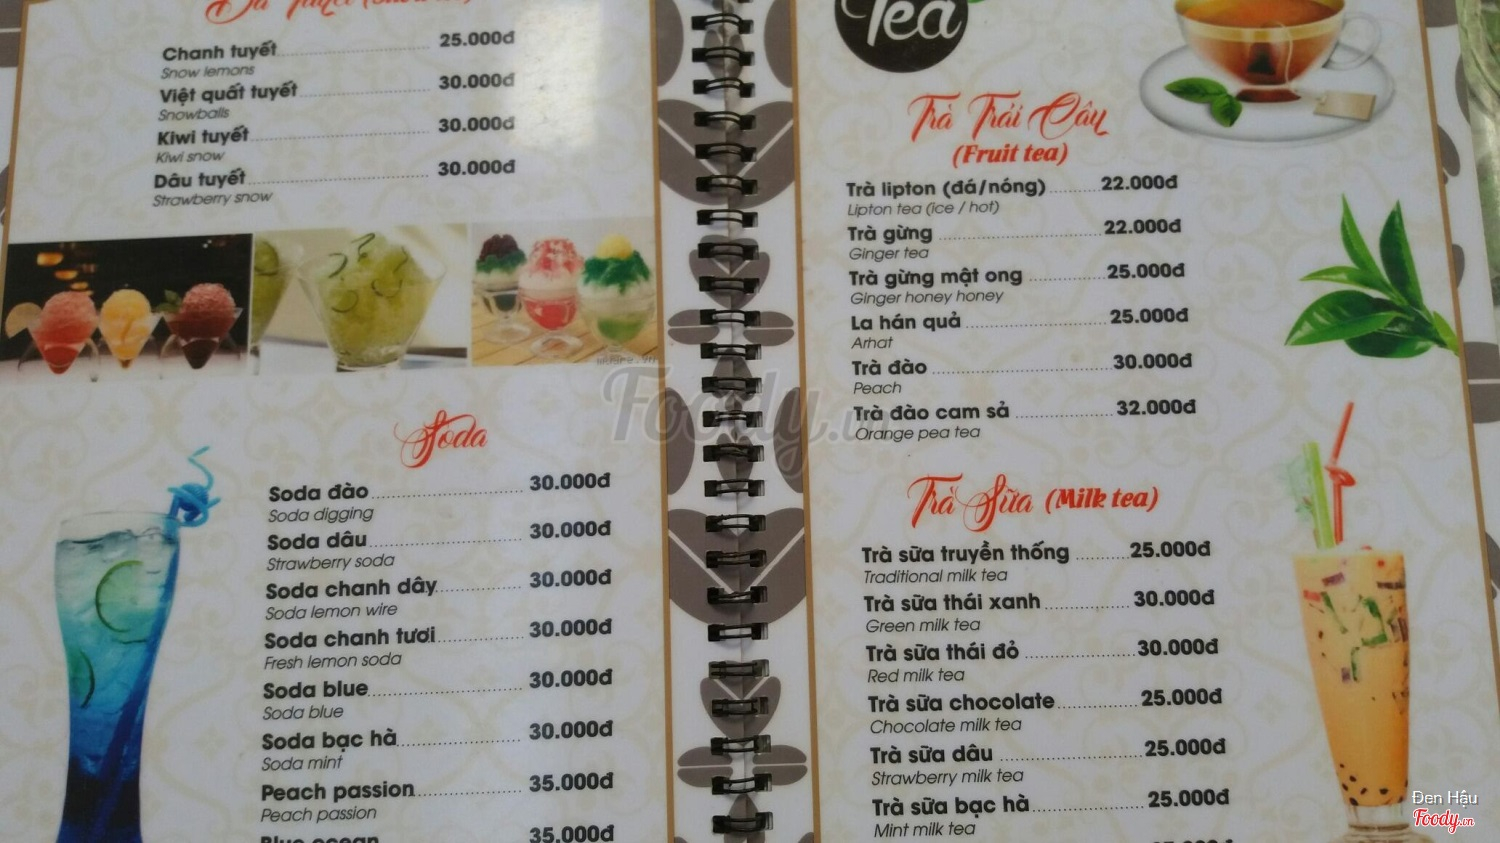 Chanh tuyết 25.000đ
Snow lemons
Việt quất tuyết 30.000đ
Snowballs
Kiwi tuyết 30.000đ
Kiwi snow
Dâu tuyết 30.000đ
Strawberry snow
Soda
Soda đào 30.000đ
Soda digging
Soda dâu 30.000đ
Strawberry soda
Soda chanh dây 30.000đ
Soda lemon wire
Soda chanh tươi 30.000đ
Fresh lemon soda
Soda blue 30.000đ
Soda blue
Soda bạc hà 30.000đ
Soda mint
Peach passion 35.000đ
Peach passion
Blue ocean 35.000đ
Tea
Trà Trái Cây
(Fruit tea)
Trà lipton (đá/nóng) 22.000đ
Lipton tea (ice / hot)
Trà gừng 22.000đ
Ginger tea
Trà gừng mật ong 25.000đ
Ginger honey honey
La hán quả 25.000đ
Arhat
Trà đào 30.000đ
Peach
Trà đào cam sả 32.000đ
Orange pea tea
Trà Sữa (Milk tea)
Trà sữa truyền thống 25.000đ
Traditional milk tea
Trà sữa thái xanh 30.000đ
Green milk tea
Trà sữa thái đỏ 30.000đ
Red milk tea
Trà sữa chocolate 25.000đ
Chocolate milk tea
Trà sữa dâu 25.000đ
Strawberry milk tea
Trà sữa bạc hà 25.000đ
Mint milk tea
Foody.vn
Đen Hậu
Foody.vn